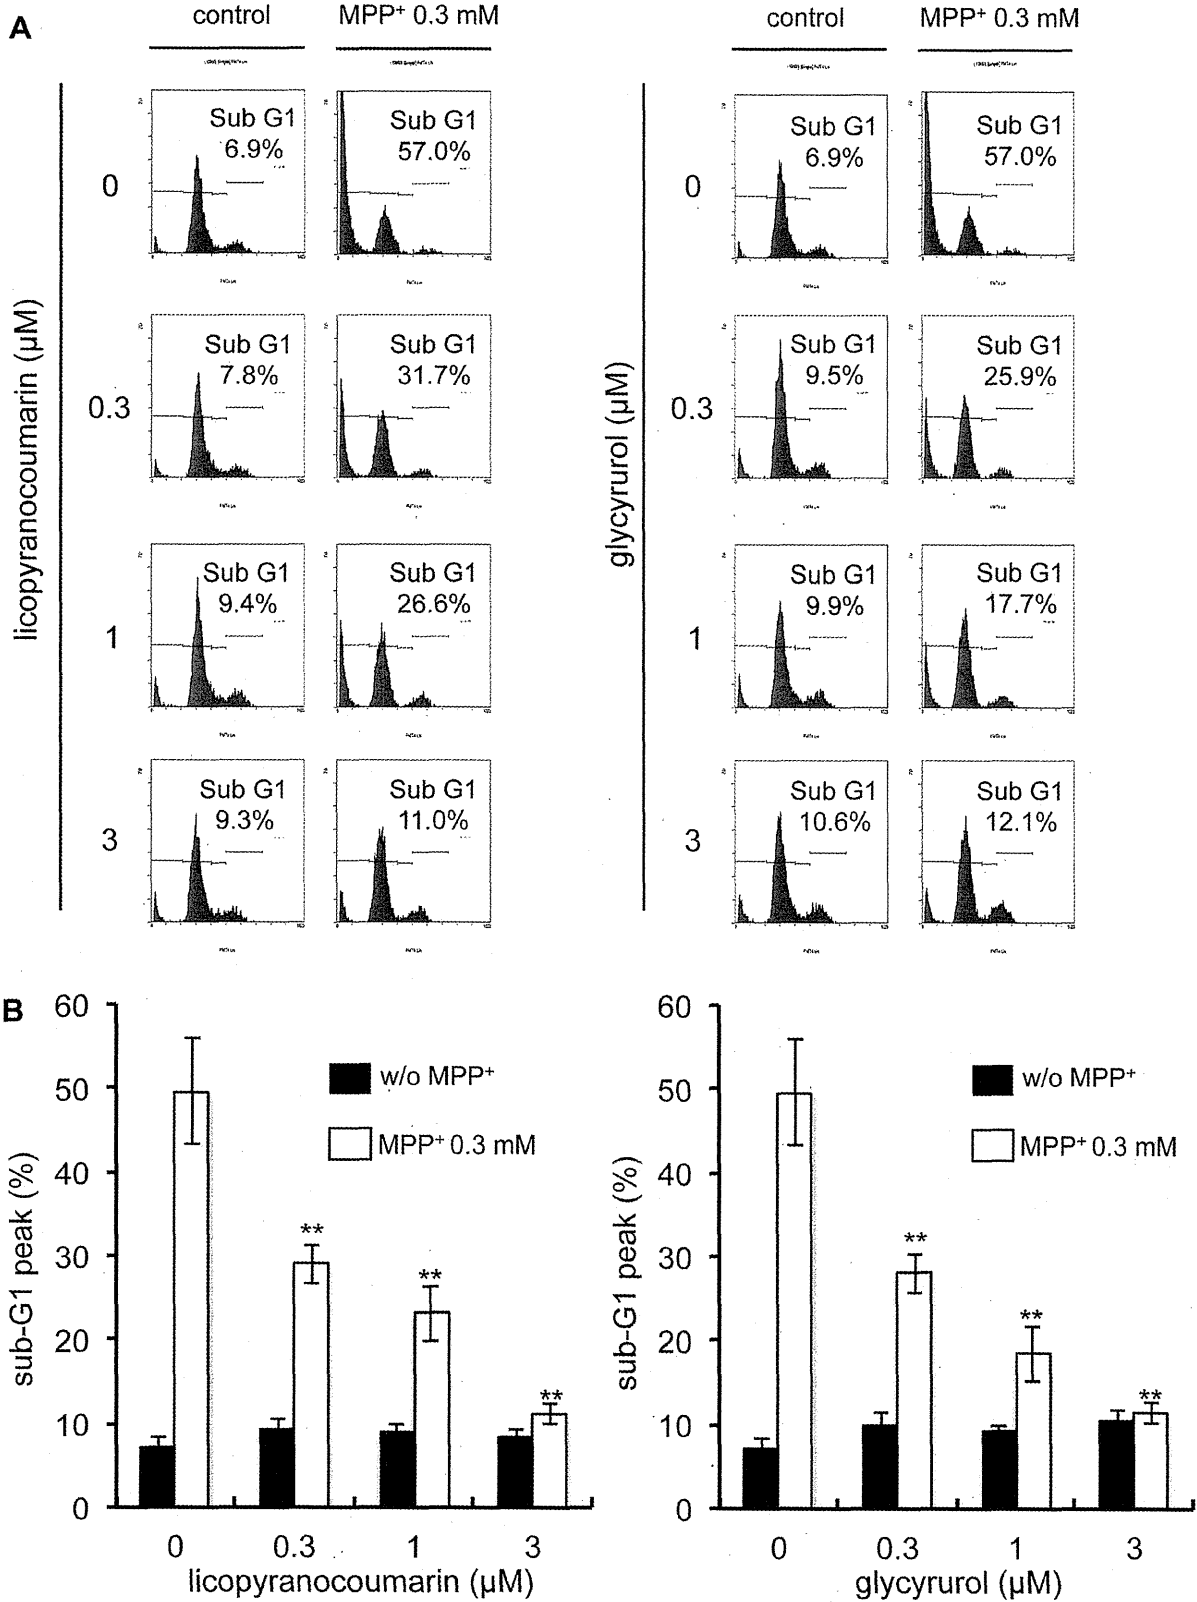 A
control MPP+ 0.3 mM control MPP+ 0.3 mM
licopyranocoumarin (µM)
glycyrurol (µM)
0
Sub G1 6.9%
Sub G1 57.0%
0
Sub G1 6.9%
Sub G1 57.0%
0.3
Sub G1 7.8%
Sub G1 31.7%
0.3
Sub G1 9.5%
Sub G1 25.9%
1
Sub G1 9.4%
Sub G1 26.6%
1
Sub G1 9.9%
Sub G1 17.7%
3
Sub G1 9.3%
Sub G1 11.0%
3
Sub G1 10.6%
Sub G1 12.1%
B
sub-G1 peak (%)
60
50
40
30
20
10
0
w/o MPP+
MPP+ 0.3 mM
**
**
**
0 0.3 1 3
licopyranocoumarin (µM)
sub-G1 peak (%)
60
50
40
30
20
10
0
w/o MPP+
MPP+ 0.3 mM
**
**
**
0 0.3 1 3
glycyrurol (µM)